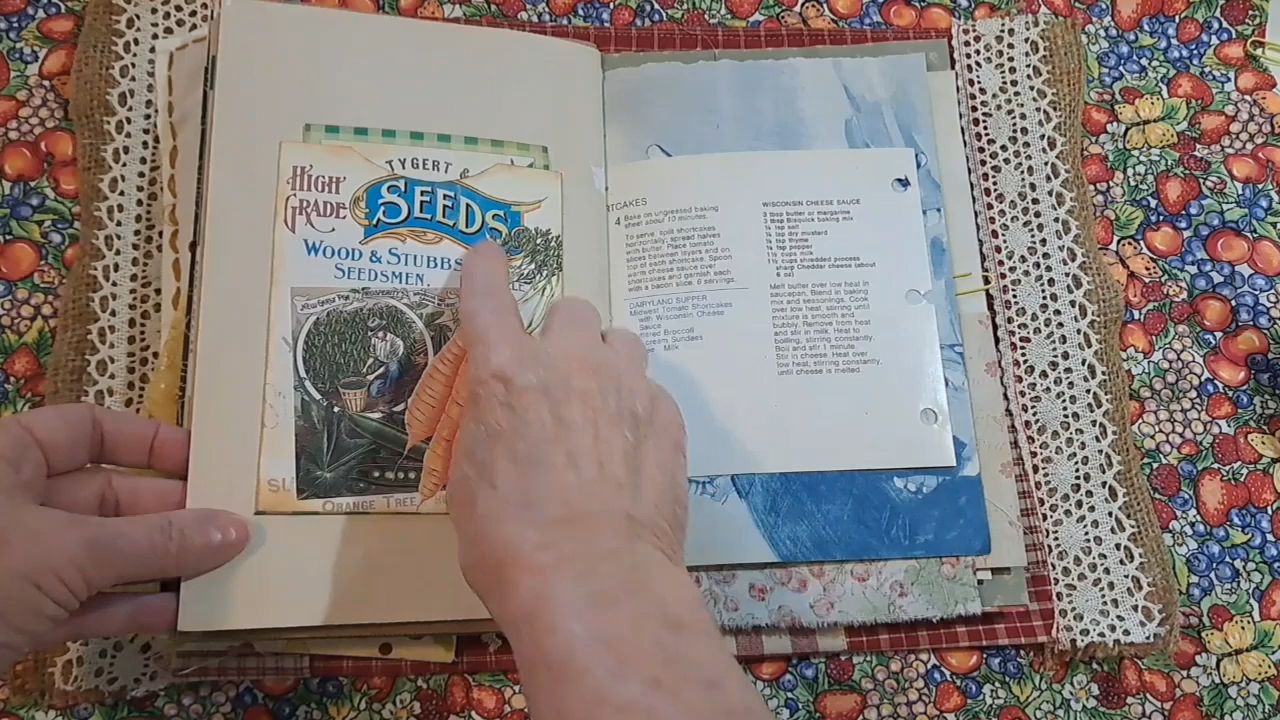 TYGERT &
HIGH
GRADE
SEEDS
WOOD & STUBBS
SEEDSMEN.
ORANGE TREE
RTCAKES
4 Bake on ungreased baking
sheet about 10 minutes.
To serve, split shortcakes
horizontally; spread halves
with butter. Place tomato
slices between layers and on
top of each shortcake. Spoon
warm cheese sauce over
shortcakes and garnish each
with a bacon slice. 6 servings.
DAIRYLAND SUPPER
Midwest Tomato Shortcakes
with Wisconsin Cheese
Sauce
Broccoli
Sundaes
Milk
WISCONSIN CHEESE SAUCE
3 tbsp butter or margarine
3 tbsp Bisquick baking mix
¼ tsp salt
¼ tsp dry mustard
¼ tsp thyme
⅛ tsp pepper
1½ cups milk
1½ cups shredded process
sharp Cheddar cheese (about
6 oz)
Melt butter over low heat in
saucepan. Blend in baking
mix and seasonings. Cook
over low heat, stirring until
mixture is smooth and
bubbly. Remove from heat
and stir in milk. Heat to
boiling, stirring constantly.
Boil and stir 1 minute.
Stir in cheese. Heat over
low heat, stirring constantly,
until cheese is melted.